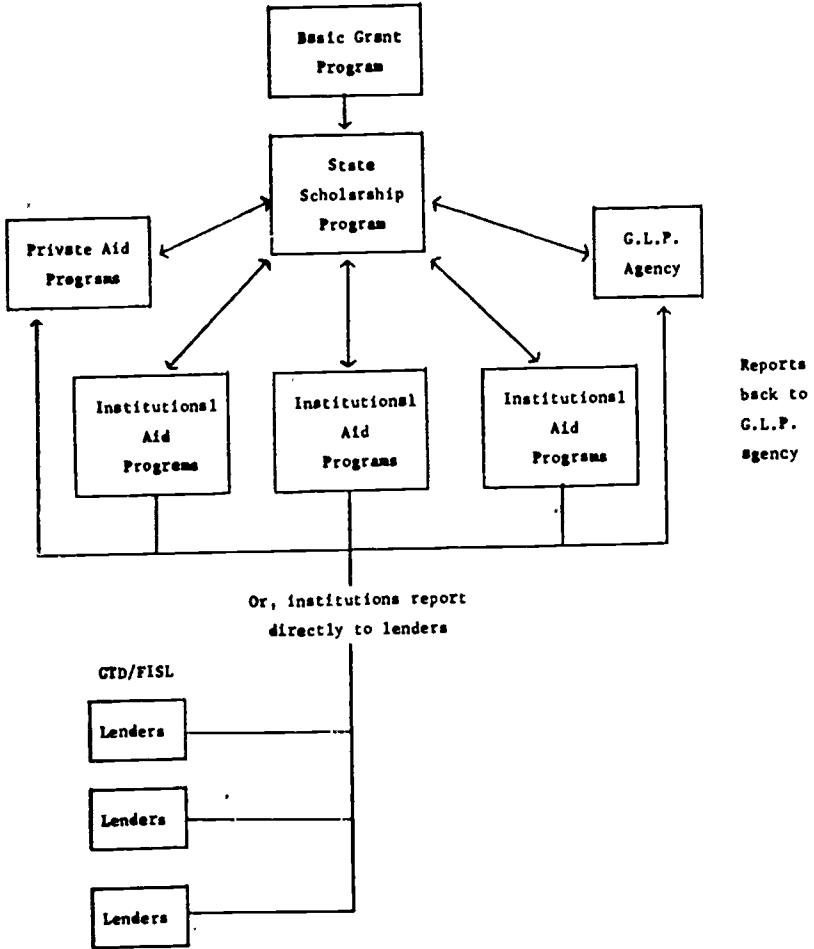 Basic Grant
Program
State
Scholarship
Program
Private Aid
Programs
G.L.P.
Agency
Institutional
Aid
Programs
Institutional
Aid
Programs
Institutional
Aid
Programs
Reports
back to
G.L.P.
agency
Or, institutions report
directly to lenders
GTD/FISL
Lenders
Lenders
Lenders